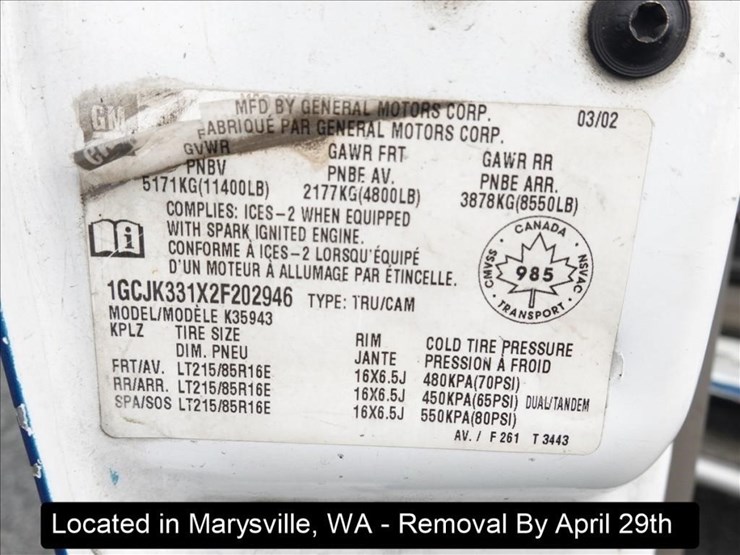 GM
MFD BY GENERAL MOTORS CORP.
03/02
FABRIQUÉ PAR GENERAL MOTORS CORP.
GVWR GAWR FRT GAWR RR
PNBV PNBE AV. PNBE ARR.
5171KG(11400LB) 2177KG(4800LB) 3878KG(8550LB)
COMPLIES: ICES-2 WHEN EQUIPPED
WITH SPARK IGNITED ENGINE.
CONFORME À ICES-2 LORSQU'ÉQUIPÉ
D'UN MOTEUR À ALLUMAGE PAR ÉTINCELLE.
CANADA
CMVSS 985 NSVAC
TRANSPORT
1GCJK331X2F202946 TYPE: TRU/CAM
MODEL/MODÈLE K35943
KPLZ TIRE SIZE RIM COLD TIRE PRESSURE
DIM. PNEU JANTE PRESSION À FROID
FRT/AV. LT215/85R16E 16X6.5J 480KPA(70PSI)
RR/ARR. LT215/85R16E 16X6.5J 450KPA(65PSI) DUAL/TANDEM
SPA/SOS LT215/85R16E 16X6.5J 550KPA(80PSI)
AV. / F 261 T 3443
Located in Marysville, WA - Removal By April 29th